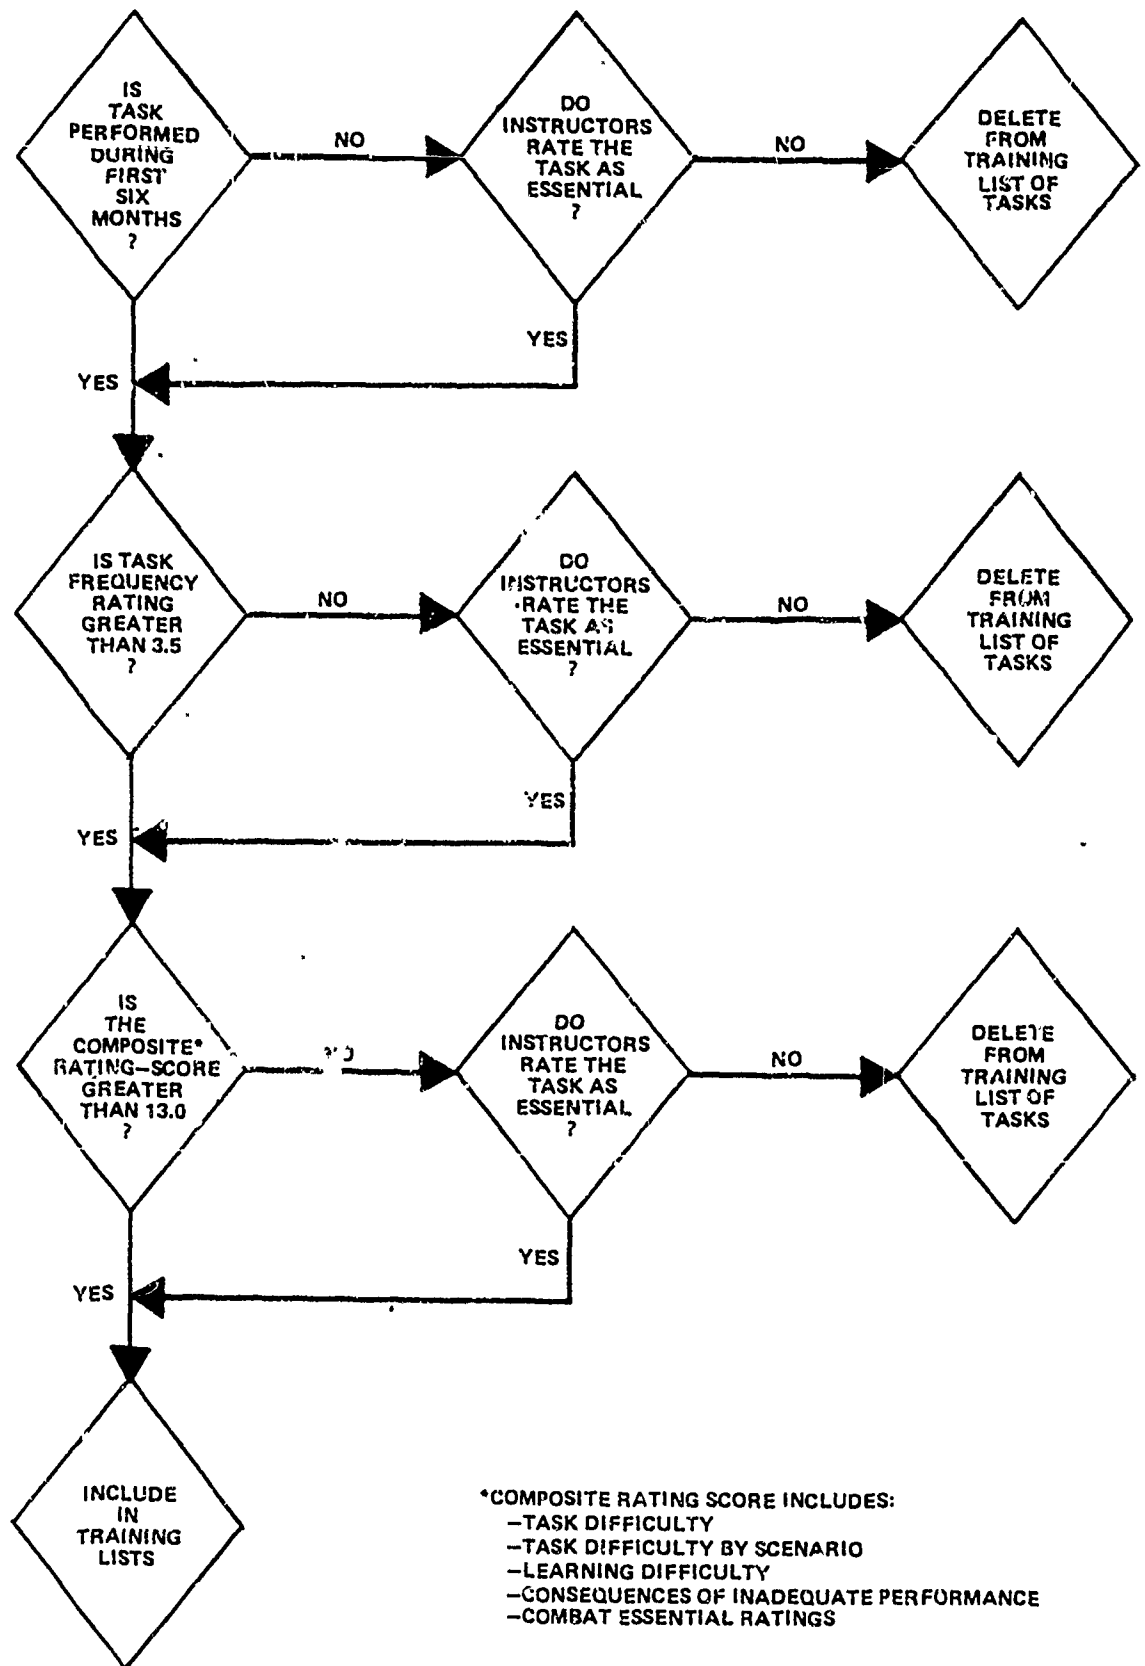 IS
TASK
PERFORMED
DURING
FIRST
SIX
MONTHS
?
NO
DO
INSTRUCTORS
RATE THE
TASK AS
ESSENTIAL
?
NO
DELETE
FROM
TRAINING
LIST OF
TASKS
YES
YES
IS TASK
FREQUENCY
RATING
GREATER
THAN 3.5
?
NO
DO
INSTRUCTORS
RATE THE
TASK AS
ESSENTIAL
?
NO
DELETE
FROM
TRAINING
LIST OF
TASKS
YES
YES
IS
THE
COMPOSITE*
RATING–SCORE
GREATER
THAN 13.0
?
NO
DO
INSTRUCTORS
RATE THE
TASK AS
ESSENTIAL
?
NO
DELETE
FROM
TRAINING
LIST OF
TASKS
YES
YES
INCLUDE
IN
TRAINING
LISTS
*COMPOSITE RATING SCORE INCLUDES:
–TASK DIFFICULTY
–TASK DIFFICULTY BY SCENARIO
–LEARNING DIFFICULTY
–CONSEQUENCES OF INADEQUATE PERFORMANCE
–COMBAT ESSENTIAL RATINGS